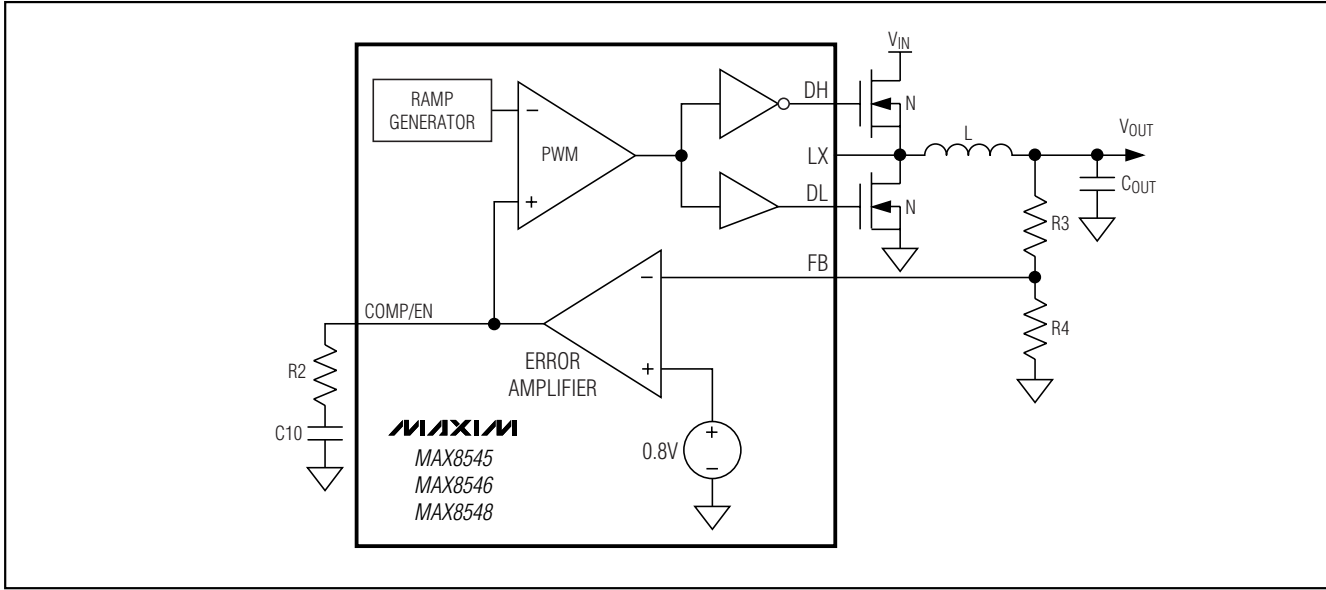 V_IN
RAMP
GENERATOR
−
PWM
+
DH
N
LX
L
V_OUT
C_OUT
DL
N
R3
FB
−
COMP/EN
ERROR
AMPLIFIER
+
R4
R2
C10
MAXIM
MAX8545
MAX8546
MAX8548
0.8V
+
−